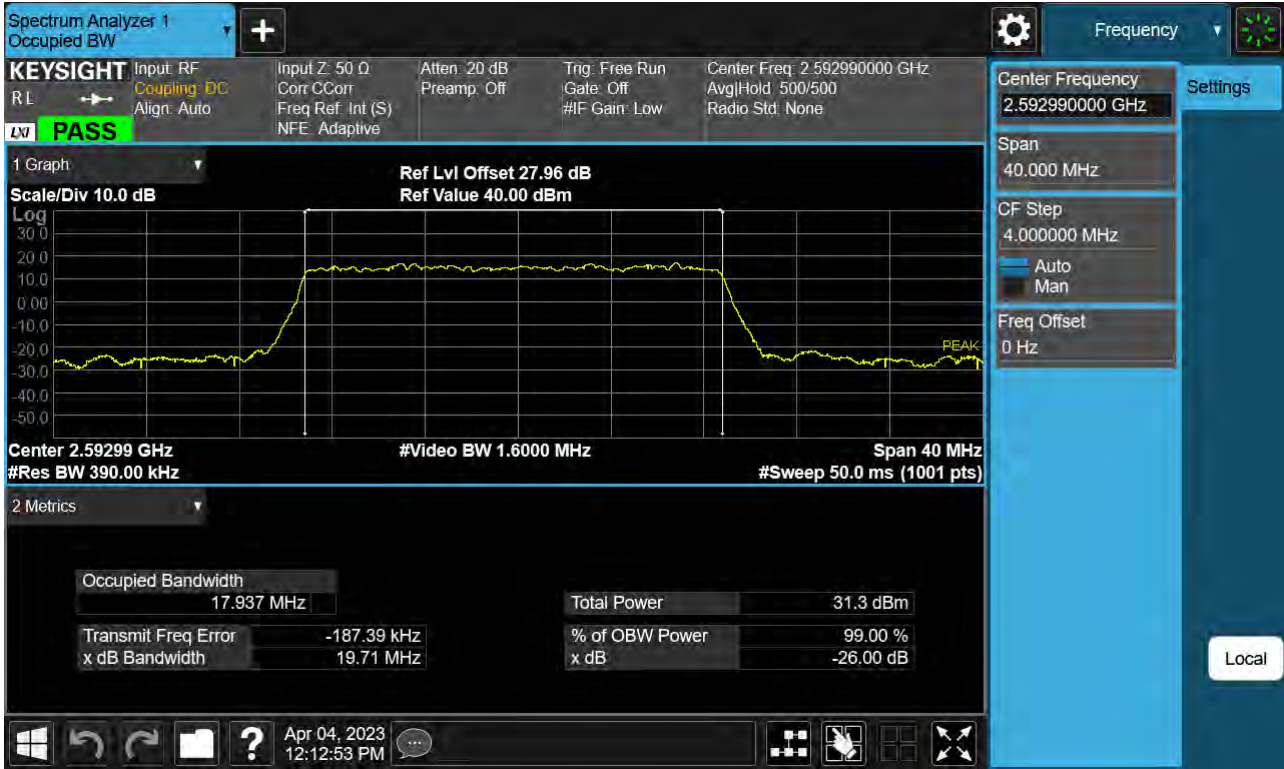 Spectrum Analyzer 1
Occupied BW
+
Frequency
KEYSIGHT
R L
LXI
PASS
Input: RF
Coupling: DC
Align: Auto
Input Z: 50 Ω
Corr CCorr
Freq Ref: Int (S)
NFE: Adaptive
Atten: 20 dB
Preamp: Off
Trig: Free Run
Gate: Off
#IF Gain: Low
Center Freq: 2.592990000 GHz
Avg|Hold: 500/500
Radio Std: None
1 Graph
Scale/Div 10.0 dB
Ref Lvl Offset 27.96 dB
Ref Value 40.00 dBm
Log
30.0
20.0
10.0
0.00
-10.0
-20.0
-30.0
-40.0
-50.0
PEAK
Center 2.59299 GHz
#Video BW 1.6000 MHz
Span 40 MHz
#Res BW 390.00 kHz
#Sweep 50.0 ms (1001 pts)
2 Metrics
Occupied Bandwidth
17.937 MHz
Total Power 31.3 dBm
Transmit Freq Error -187.39 kHz
% of OBW Power 99.00 %
x dB Bandwidth 19.71 MHz
x dB -26.00 dB
Center Frequency
2.592990000 GHz
Settings
Span
40.000 MHz
CF Step
4.000000 MHz
Auto
Man
Freq Offset
0 Hz
Local
?
Apr 04, 2023
12:12:53 PM